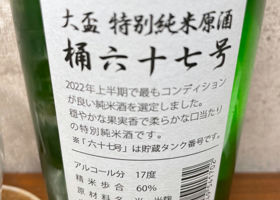 大盃 特別純米原酒
桶六十七号
2022年上半期で最もコンディション
が良い純米酒を選定しました。
穏やかな果実香で柔らかな口当たり
の特別純米酒です。
※「六十七号」は貯蔵タンク番号です。
アルコール分 17度
精米歩合 60%